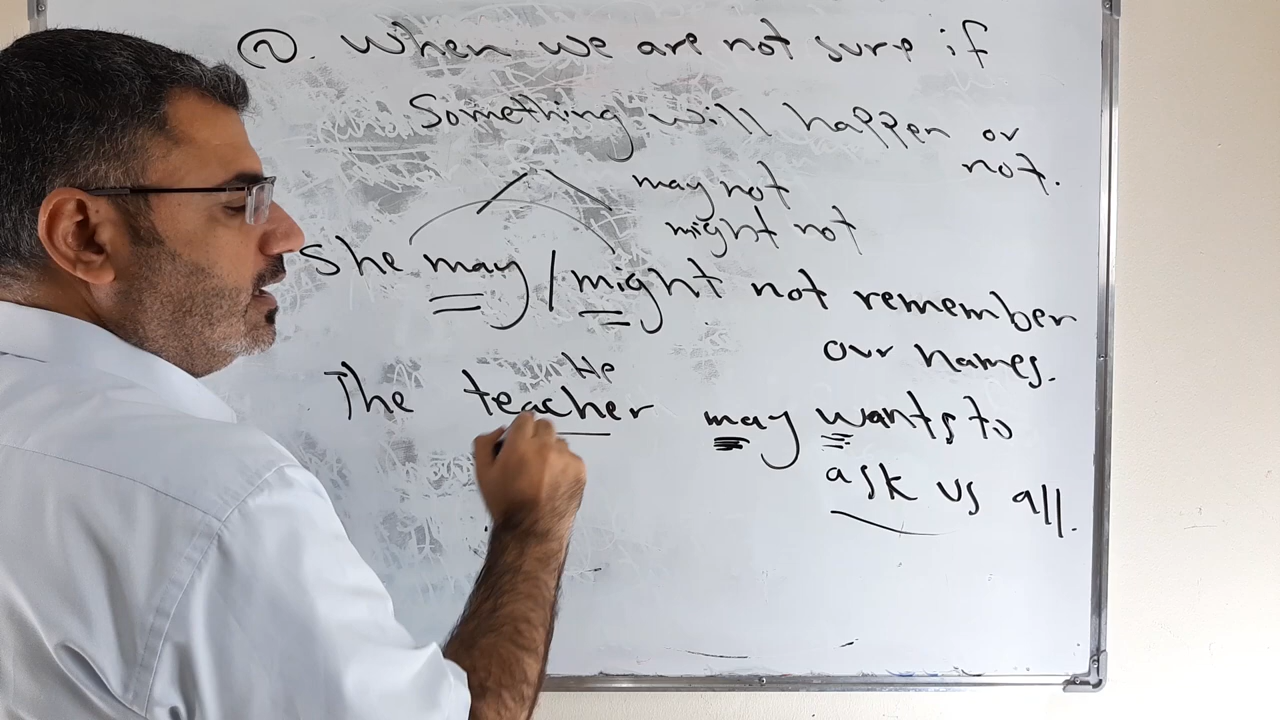 2. When we are not sure if
Something will happen or
not.
may not
might not
She may / might not remember
our names.
He
The teacher may wants to
ask us all.